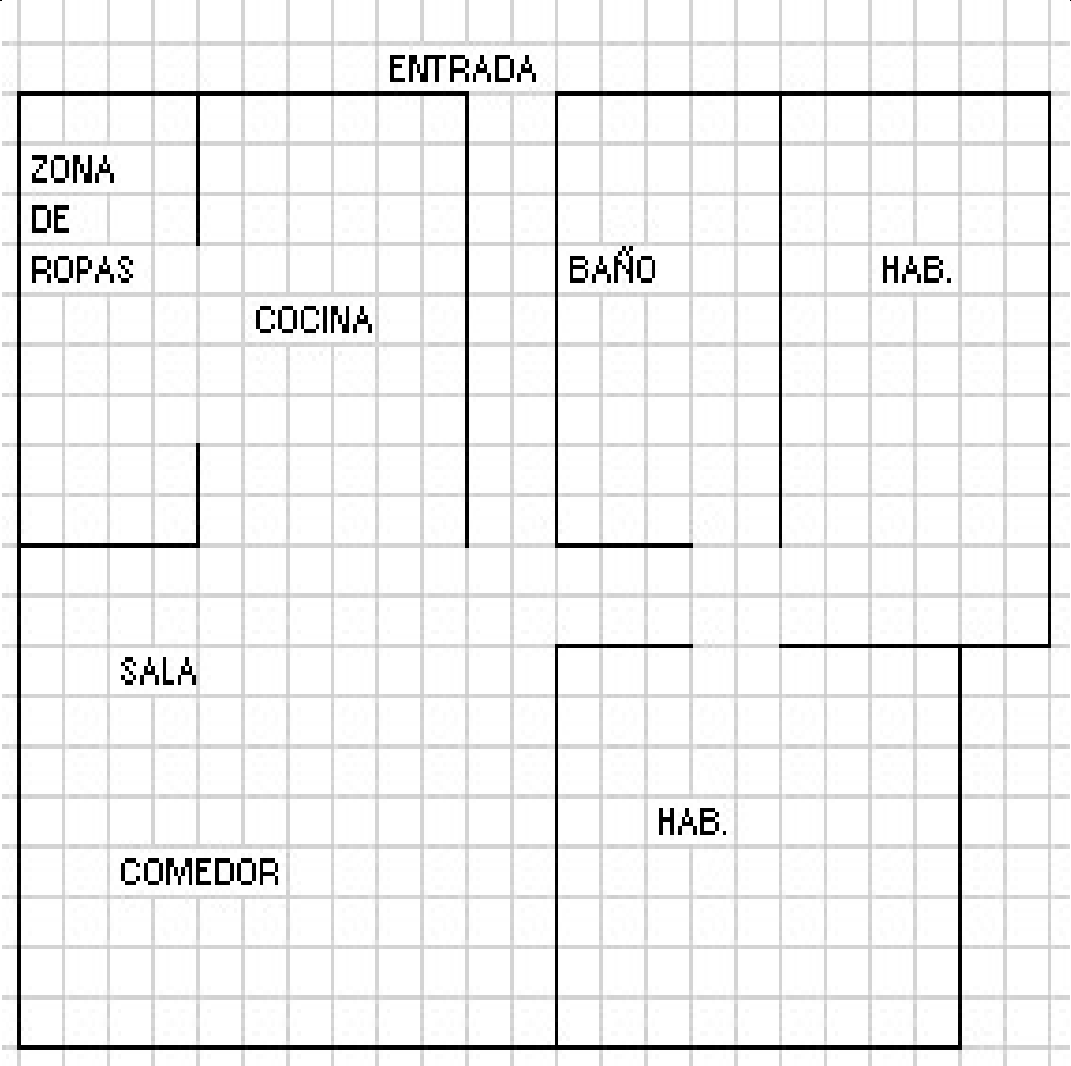 ENTRADA
ZONA
DE
ROPAS
COCINA
BAÑO
HAB.
SALA
HAB.
COMEDOR